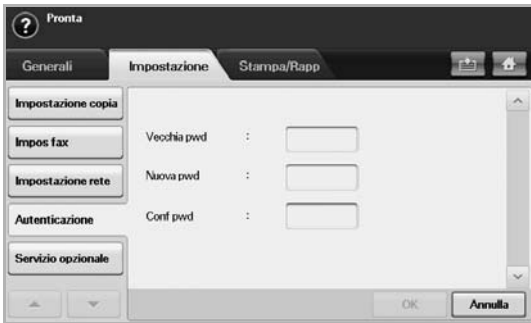 ? Pronta
Generali Impostazione Stampa/Rapp
Impostazione copia
Impos fax
Impostazione rete
Autenticazione
Servizio opzionale
Vecchia pwd :
Nuova pwd :
Conf pwd :
OK Annulla